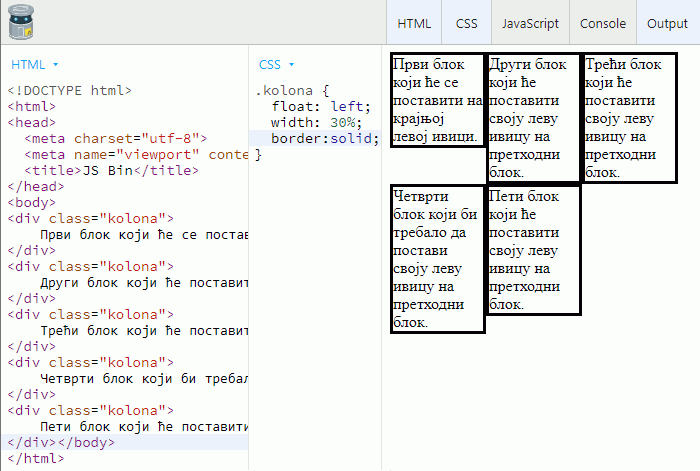 HTML
CSS
JavaScript
Console
Output
HTML
<!DOCTYPE html>
<html>
<head>
<meta charset="utf-8">
<meta name="viewport" conte
<title>JS Bin</title>
</head>
<body>
<div class="kolona">
Први блок који ће се постав
</div>
<div class="kolona">
Други блок који ће поставит
</div>
<div class="kolona">
Трећи блок који ће поставит
</div>
<div class="kolona">
Четврти блок који би требал
</div>
<div class="kolona">
Пети блок који ће поставити
</div></body>
</html>
CSS
.kolona {
float: left;
width: 30%;
border:solid;
}
Први блок
који ће се
поставити на
крајњој
левој ивици.
Други блок
који ће
поставити
своју леву
ивицу на
претходни
блок.
Трећи блок
који ће
поставити
своју леву
ивицу на
претходни
блок.
Четврти
блок који би
требало да
постави
своју леву
ивицу на
претходни
блок.
Пети блок
који ће
поставити
своју леву
ивицу на
претходни
блок.